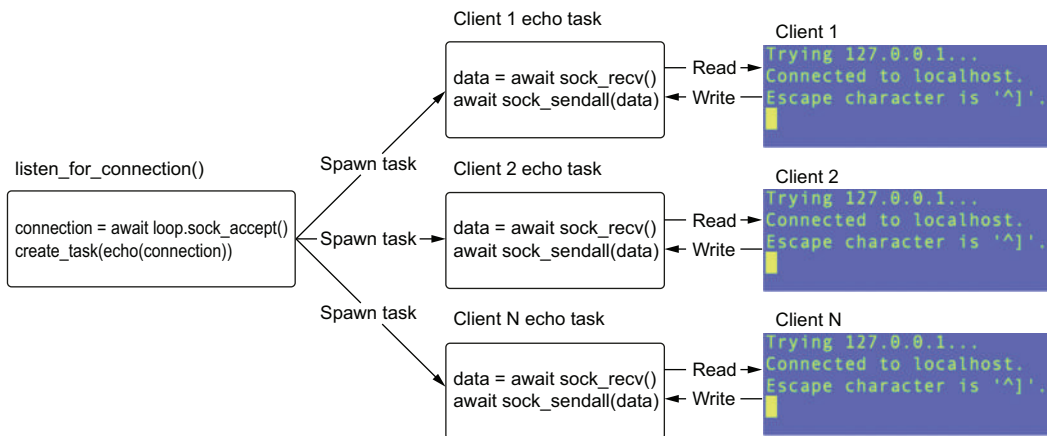 listen_for_connection()
connection = await loop.sock_accept()
create_task(echo(connection))
Spawn task
Spawn task
Spawn task
Client 1 echo task
data = await sock_recv()
await sock_sendall(data)
Read
Write
Client 1
Trying 127.0.0.1...
Connected to localhost.
Escape character is '^]'.
Client 2 echo task
data = await sock_recv()
await sock_sendall(data)
Read
Write
Client 2
Trying 127.0.0.1...
Connected to localhost.
Escape character is '^]'.
Client N echo task
data = await sock_recv()
await sock_sendall(data)
Read
Write
Client N
Trying 127.0.0.1...
Connected to localhost.
Escape character is '^]'.